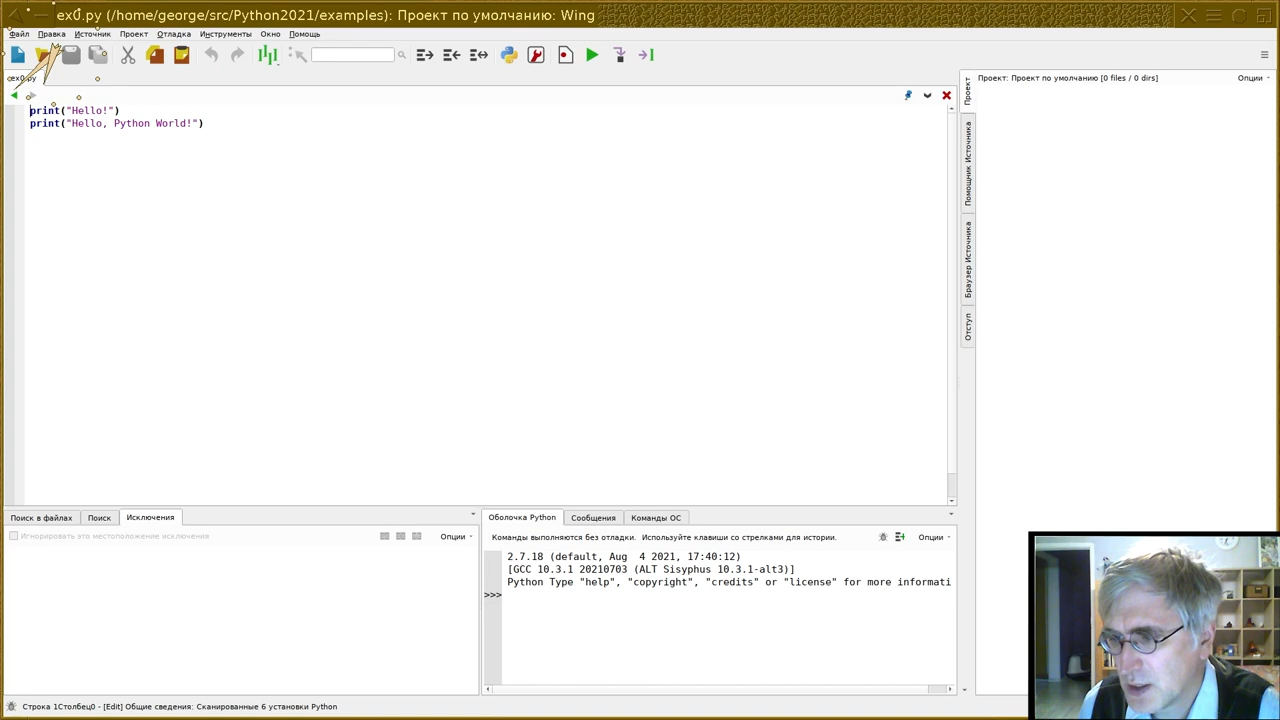 ex0.py (/home/george/src/Python2021/examples): Проект по умолчанию: Wing
Файл Правка Источник Проект Отладка Инструменты Окно Помощь
ex0.py
Проект: Проект по умолчанию [0 files / 0 dirs] Опции
print("Hello!")
print("Hello, Python World!")
Проект
Помощник Источника
Браузер Источника
Отступ
Поиск в файлах Поиск Исключения
Игнорировать это местоположение исключения Опции
Оболочка Python Сообщения Команды ОС
Команды выполняются без отладки. Используйте клавиши со стрелками для истории. Опции
2.7.18 (default, Aug  4 2021, 17:40:12)
[GCC 10.3.1 20210703 (ALT Sisyphus 10.3.1-alt3)]
Python Type "help", "copyright", "credits" or "license" for more informati
>>>
Строка 1Столбец0 - [Edit] Общие сведения: Сканированные 6 установки Python